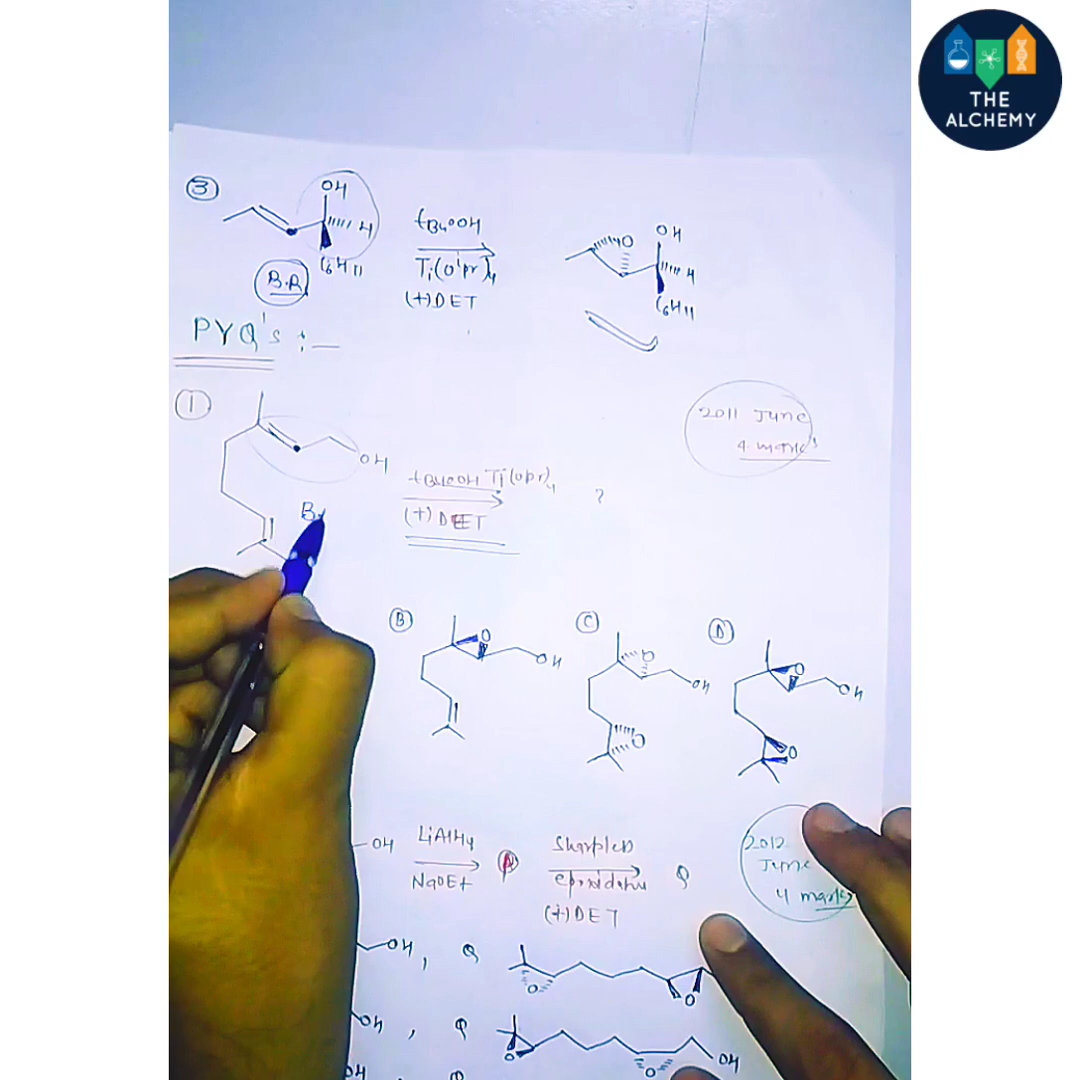 THE
ALCHEMY
③
OH
H
C6H11
B.B
tBuOOH
Ti(OiPr)4
(+)DET
O
OH
H
C6H11
PYQ's :—
①
OH
tBuOOH Ti(OPr)4
(+) DET
?
2011 June
4 marks
Ⓑ
O
OH
Ⓒ
O
OH
O
Ⓓ
O
OH
O
OH
LiAlH4
NaOEt
P
Sharpless
epoxidation
(+)DET
Q
2012
June
4 marks
OH
,
Q
O
O
OH
,
Q
O
O
OH
OH